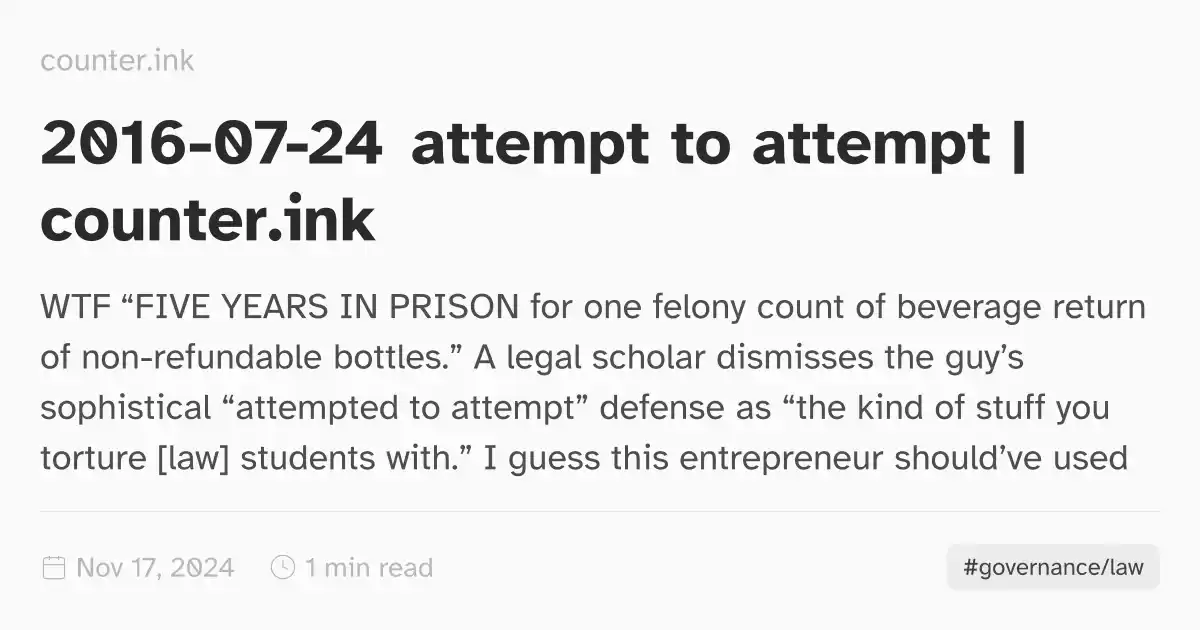 counter.ink
2016-07-24 attempt to attempt |
counter.ink
WTF “FIVE YEARS IN PRISON for one felony count of beverage return
of non-refundable bottles.” A legal scholar dismisses the guy’s
sophistical “attempted to attempt” defense as “the kind of stuff you
torture [law] students with.” I guess this entrepreneur should’ve used
Nov 17, 2024 1 min read #governance/law